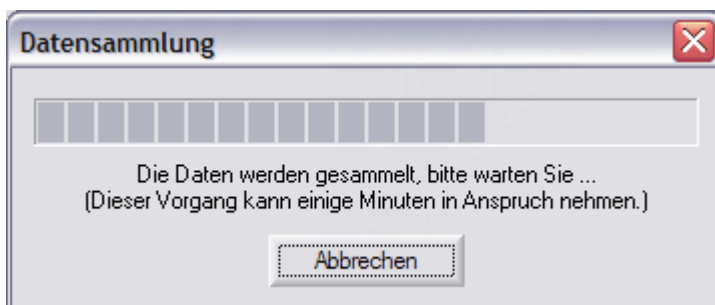 Datensammlung
Die Daten werden gesammelt, bitte warten Sie ...
(Dieser Vorgang kann einige Minuten in Anspruch nehmen.)
Abbrechen